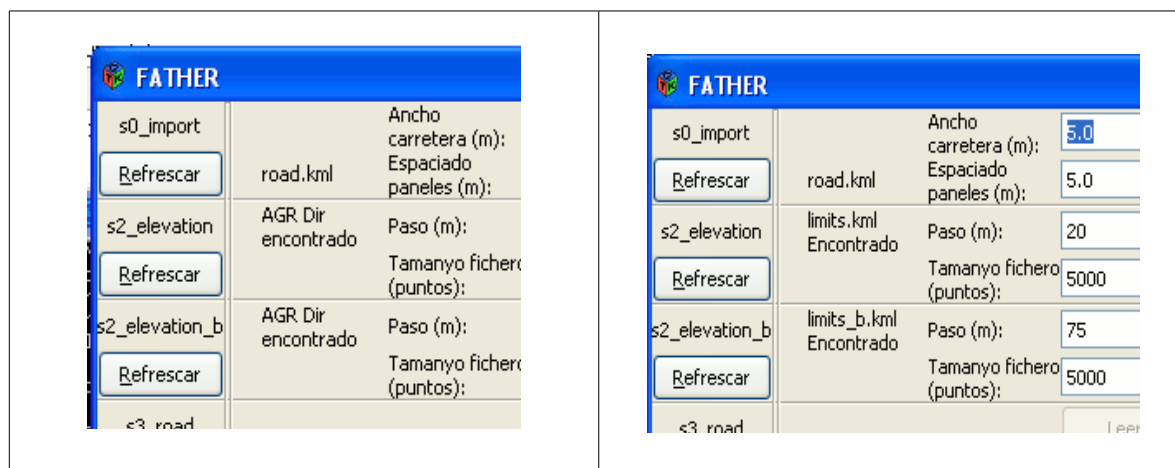 FATHER
s0_import
Ancho
carretera (m):
Refrescar
road.kml
Espaciado
paneles (m):
s2_elevation
AGR Dir
encontrado
Paso (m):
Refrescar
Tamanyo fichero
(puntos):
s2_elevation_b
AGR Dir
encontrado
Paso (m):
Refrescar
Tamanyo fichero
(puntos):
s3_road
FATHER
s0_import
Ancho
carretera (m):
5.0
Refrescar
road.kml
Espaciado
paneles (m):
5.0
s2_elevation
limits.kml
Encontrado
Paso (m):
20
Refrescar
Tamanyo fichero
(puntos):
5000
s2_elevation_b
limits_b.kml
Encontrado
Paso (m):
75
Refrescar
Tamanyo fichero
(puntos):
5000
s3_road
Leer